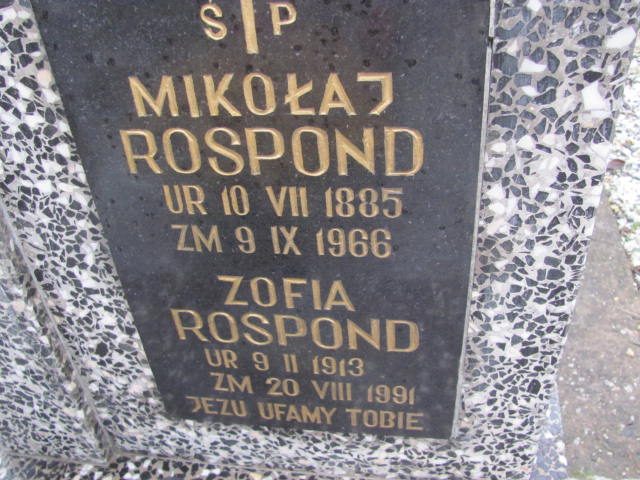 Ś P
MIKOŁAJ
ROSPOND
UR 10 VII 1885
ZM 9 IX 1966
ZOFIA
ROSPOND
UR 9 II 1913
ZM 20 VIII 1991
JEZU UFAMY TOBIE